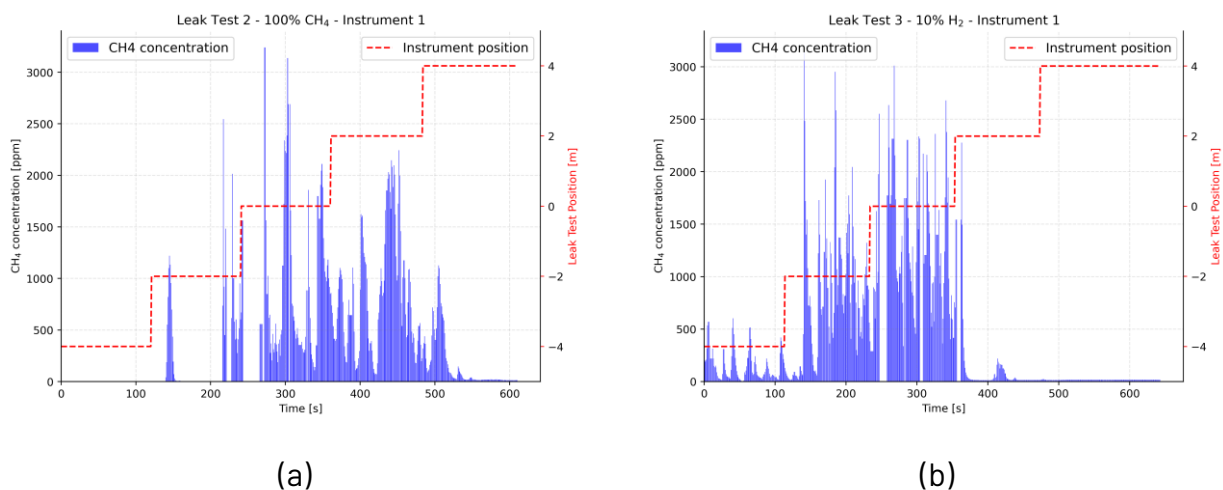 Leak Test 2 - 100% CH₄ - Instrument 1
CH4 concentration
Instrument position
3000
2500
2000
1500
1000
500
0
CH₄ concentration [ppm]
4
2
0
−2
−4
Leak Test Position [m]
0 100 200 300 400 500 600
Time [s]
(a)
Leak Test 3 - 10% H₂ - Instrument 1
CH4 concentration
Instrument position
3000
2500
2000
1500
1000
500
0
CH₄ concentration [ppm]
4
2
0
−2
−4
Leak Test Position [m]
0 100 200 300 400 500 600
Time [s]
(b)